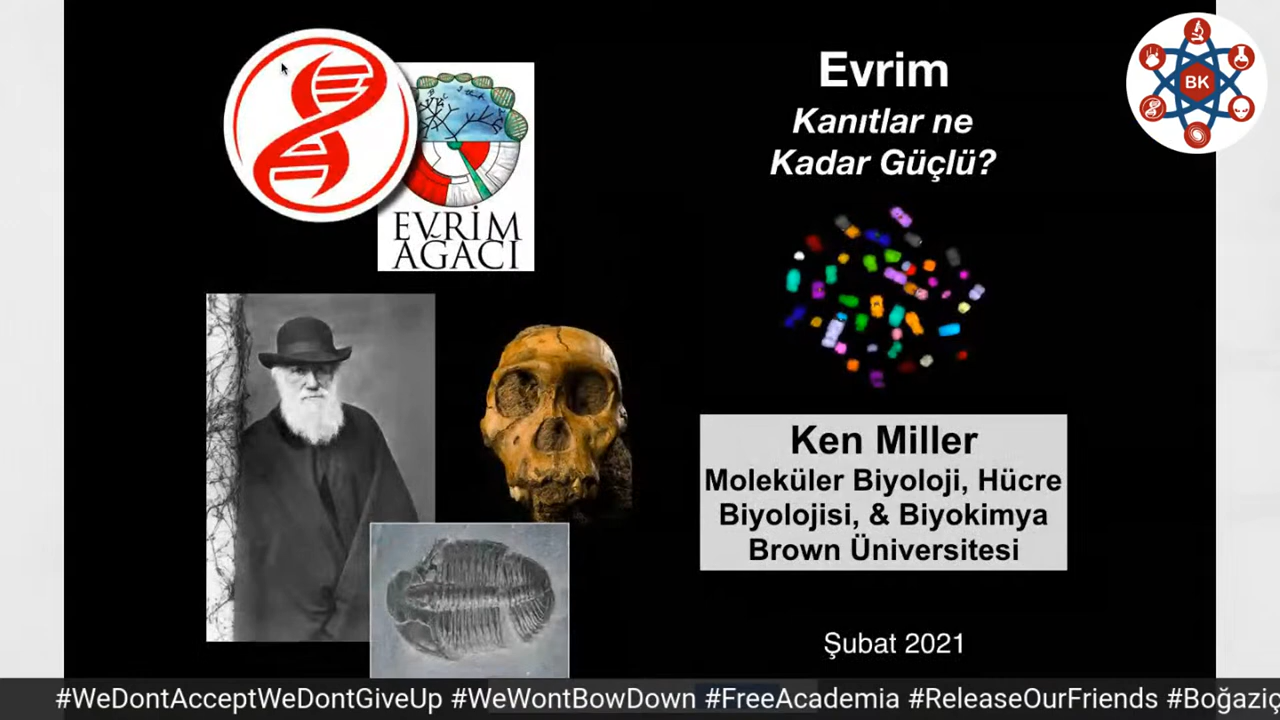 EVRİM
AĞACI
Evrim
Kanıtlar ne
Kadar Güçlü?
BK
Ken Miller
Moleküler Biyoloji, Hücre
Biyolojisi, & Biyokimya
Brown Üniversitesi
Şubat 2021
#WeDontAcceptWeDontGiveUp #WeWontBowDown #FreeAcademia #ReleaseOurFriends #Boğaziç